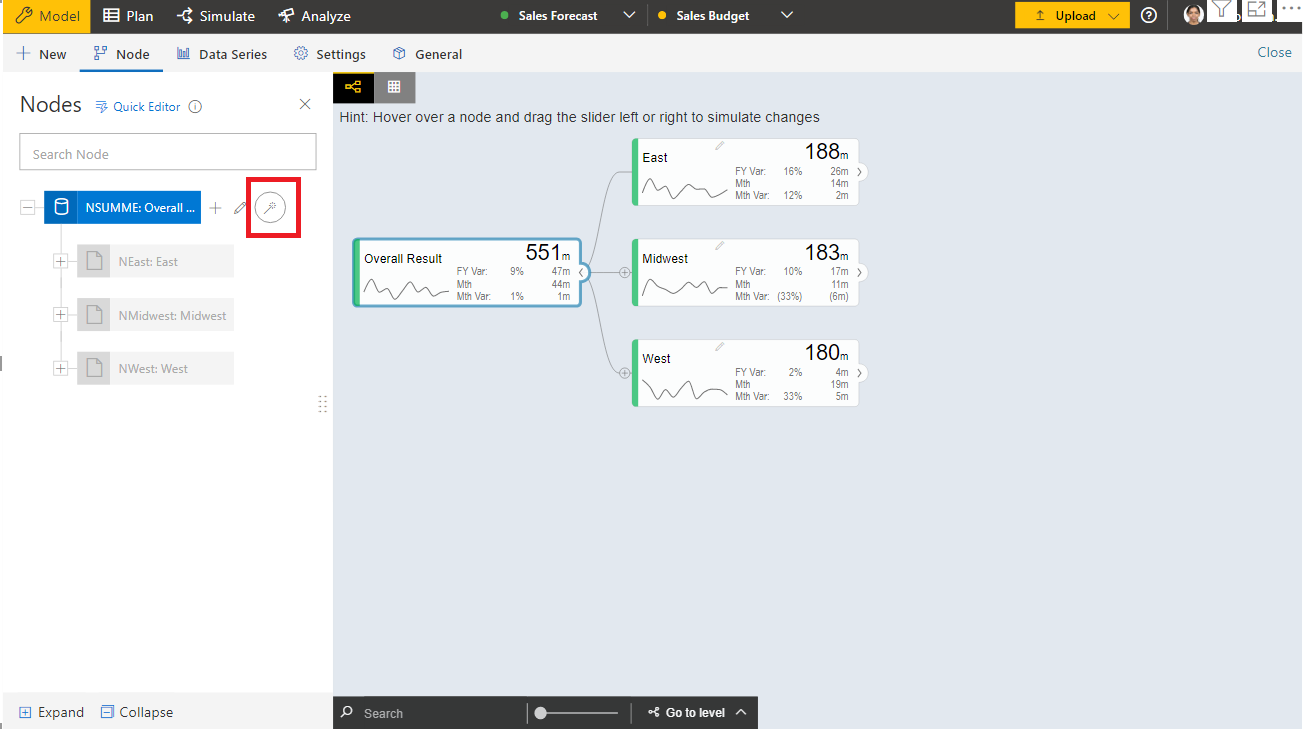 Model Plan Simulate Analyze Sales Forecast Sales Budget Upload
New Node Data Series Settings General Close
Nodes Quick Editor
Search Node
NSUMME: Overall ...
NEast: East
NMidwest: Midwest
NWest: West
Expand Collapse
Hint: Hover over a node and drag the slider left or right to simulate changes
Overall Result 551m
FY Var: 9% 47m
Mth 44m
Mth Var: 1% 1m
East 188m
FY Var: 16% 26m
Mth 14m
Mth Var: 12% 2m
Midwest 183m
FY Var: 10% 17m
Mth 11m
Mth Var: (33%) (6m)
West 180m
FY Var: 2% 4m
Mth 19m
Mth Var: 33% 5m
Search Go to level